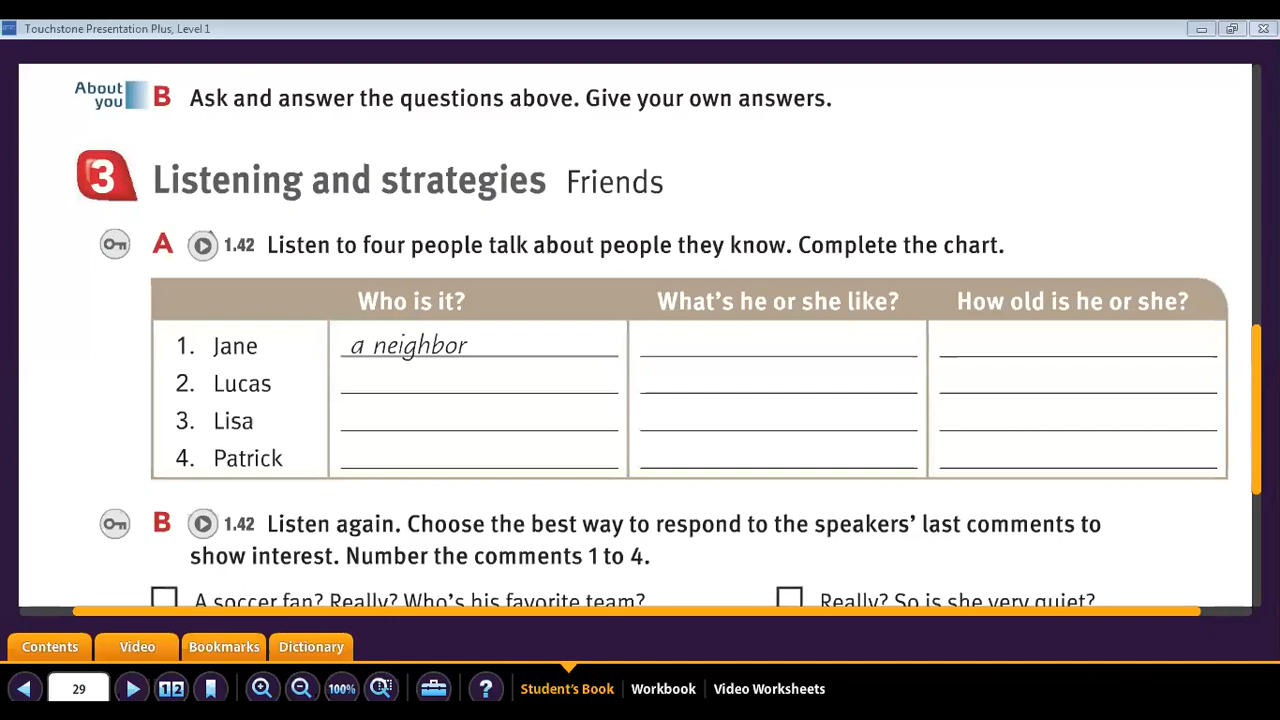 Touchstone Presentation Plus, Level 1
About you B Ask and answer the questions above. Give your own answers.
3 Listening and strategies Friends
A 1.42 Listen to four people talk about people they know. Complete the chart.
Who is it? What's he or she like? How old is he or she?
1. Jane a neighbor
2. Lucas
3. Lisa
4. Patrick
B 1.42 Listen again. Choose the best way to respond to the speakers' last comments to
show interest. Number the comments 1 to 4.
A soccer fan? Really? Who's his favorite team? Really? So is she very quiet?
Contents Video Bookmarks Dictionary
29 1 2 100% ? Student's Book Workbook Video Worksheets